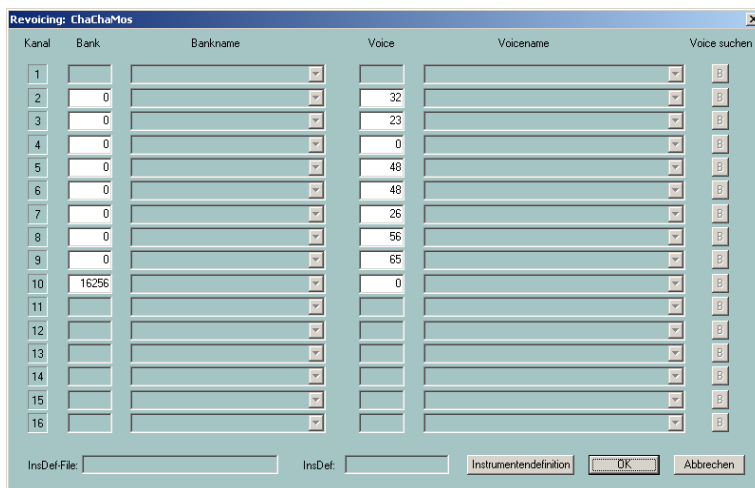 Revoicing: ChaChaMos
Kanal Bank Bankname Voice Voicename Voice suchen
1 B
2 0 32 B
3 0 23 B
4 0 0 B
5 0 48 B
6 0 48 B
7 0 26 B
8 0 56 B
9 0 65 B
10 16256 0 B
11 B
12 B
13 B
14 B
15 B
16 B
InsDef-File: InsDef: Instrumentendefinition OK Abbrechen